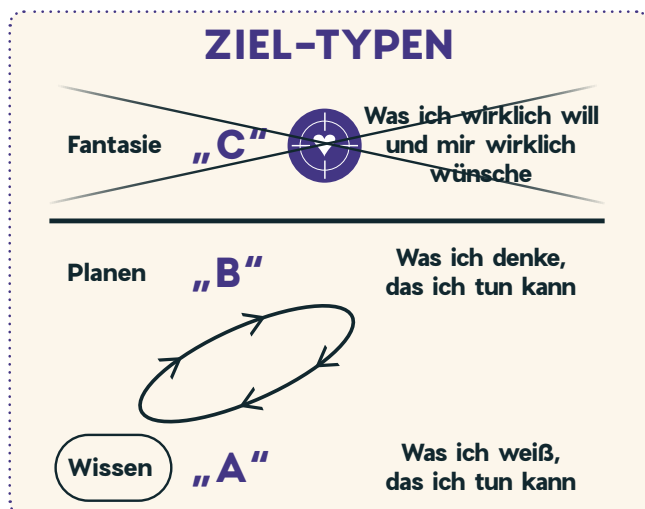 ZIEL-TYPEN
Fantasie „C“ Was ich wirklich will
und mir wirklich
wünsche
Planen „B“ Was ich denke,
das ich tun kann
Wissen „A“ Was ich weiß,
das ich tun kann